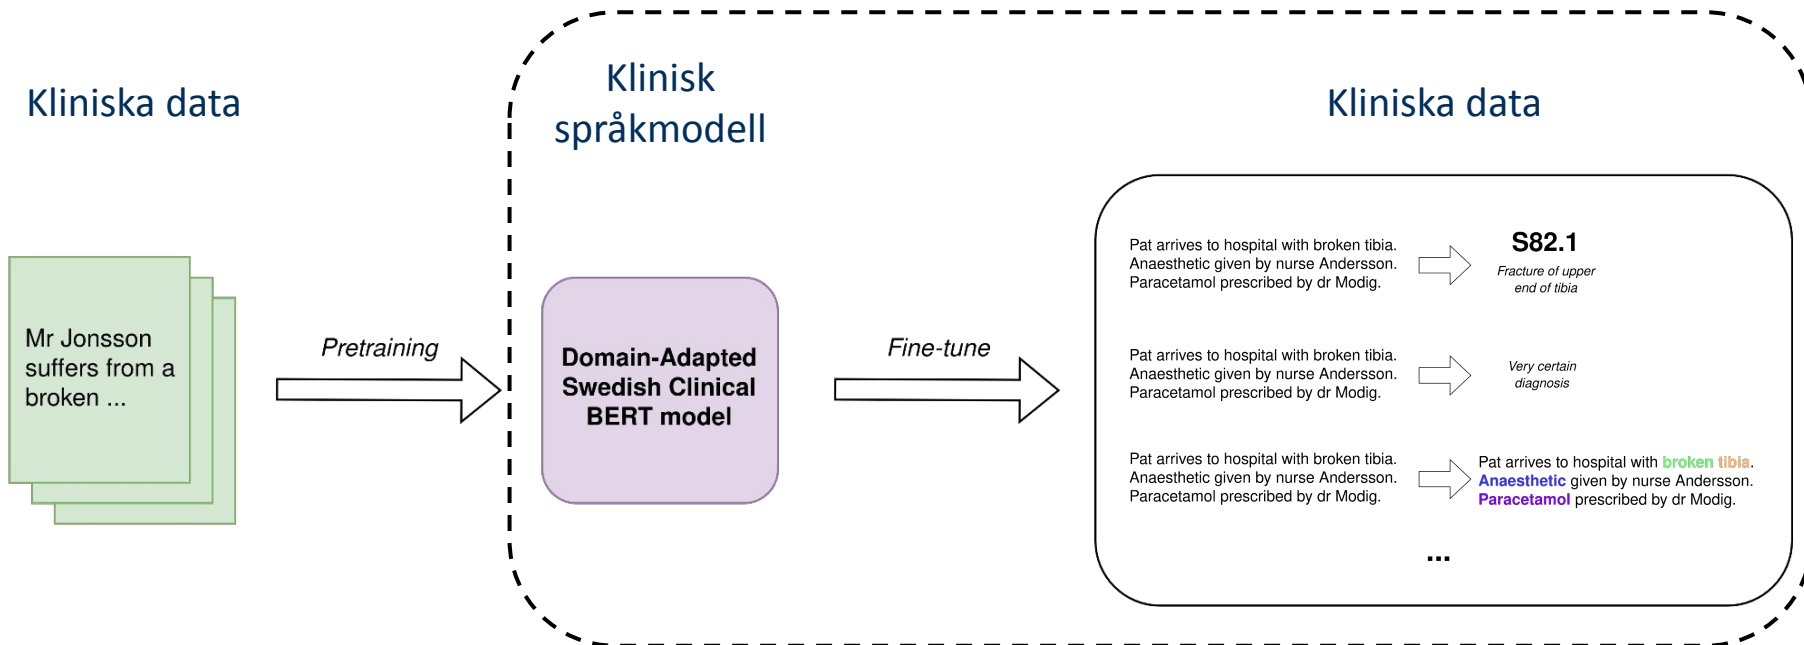 Kliniska data
Klinisk
språkmodell
Kliniska data
Mr Jonsson
suffers from a
broken ...
Pretraining
Domain-Adapted
Swedish Clinical
BERT model
Fine-tune
Pat arrives to hospital with broken tibia.
Anaesthetic given by nurse Andersson.
Paracetamol prescribed by dr Modig.
S82.1
Fracture of upper
end of tibia
Pat arrives to hospital with broken tibia.
Anaesthetic given by nurse Andersson.
Paracetamol prescribed by dr Modig.
Very certain
diagnosis
Pat arrives to hospital with broken tibia.
Anaesthetic given by nurse Andersson.
Paracetamol prescribed by dr Modig.
Pat arrives to hospital with broken tibia.
Anaesthetic given by nurse Andersson.
Paracetamol prescribed by dr Modig.
...